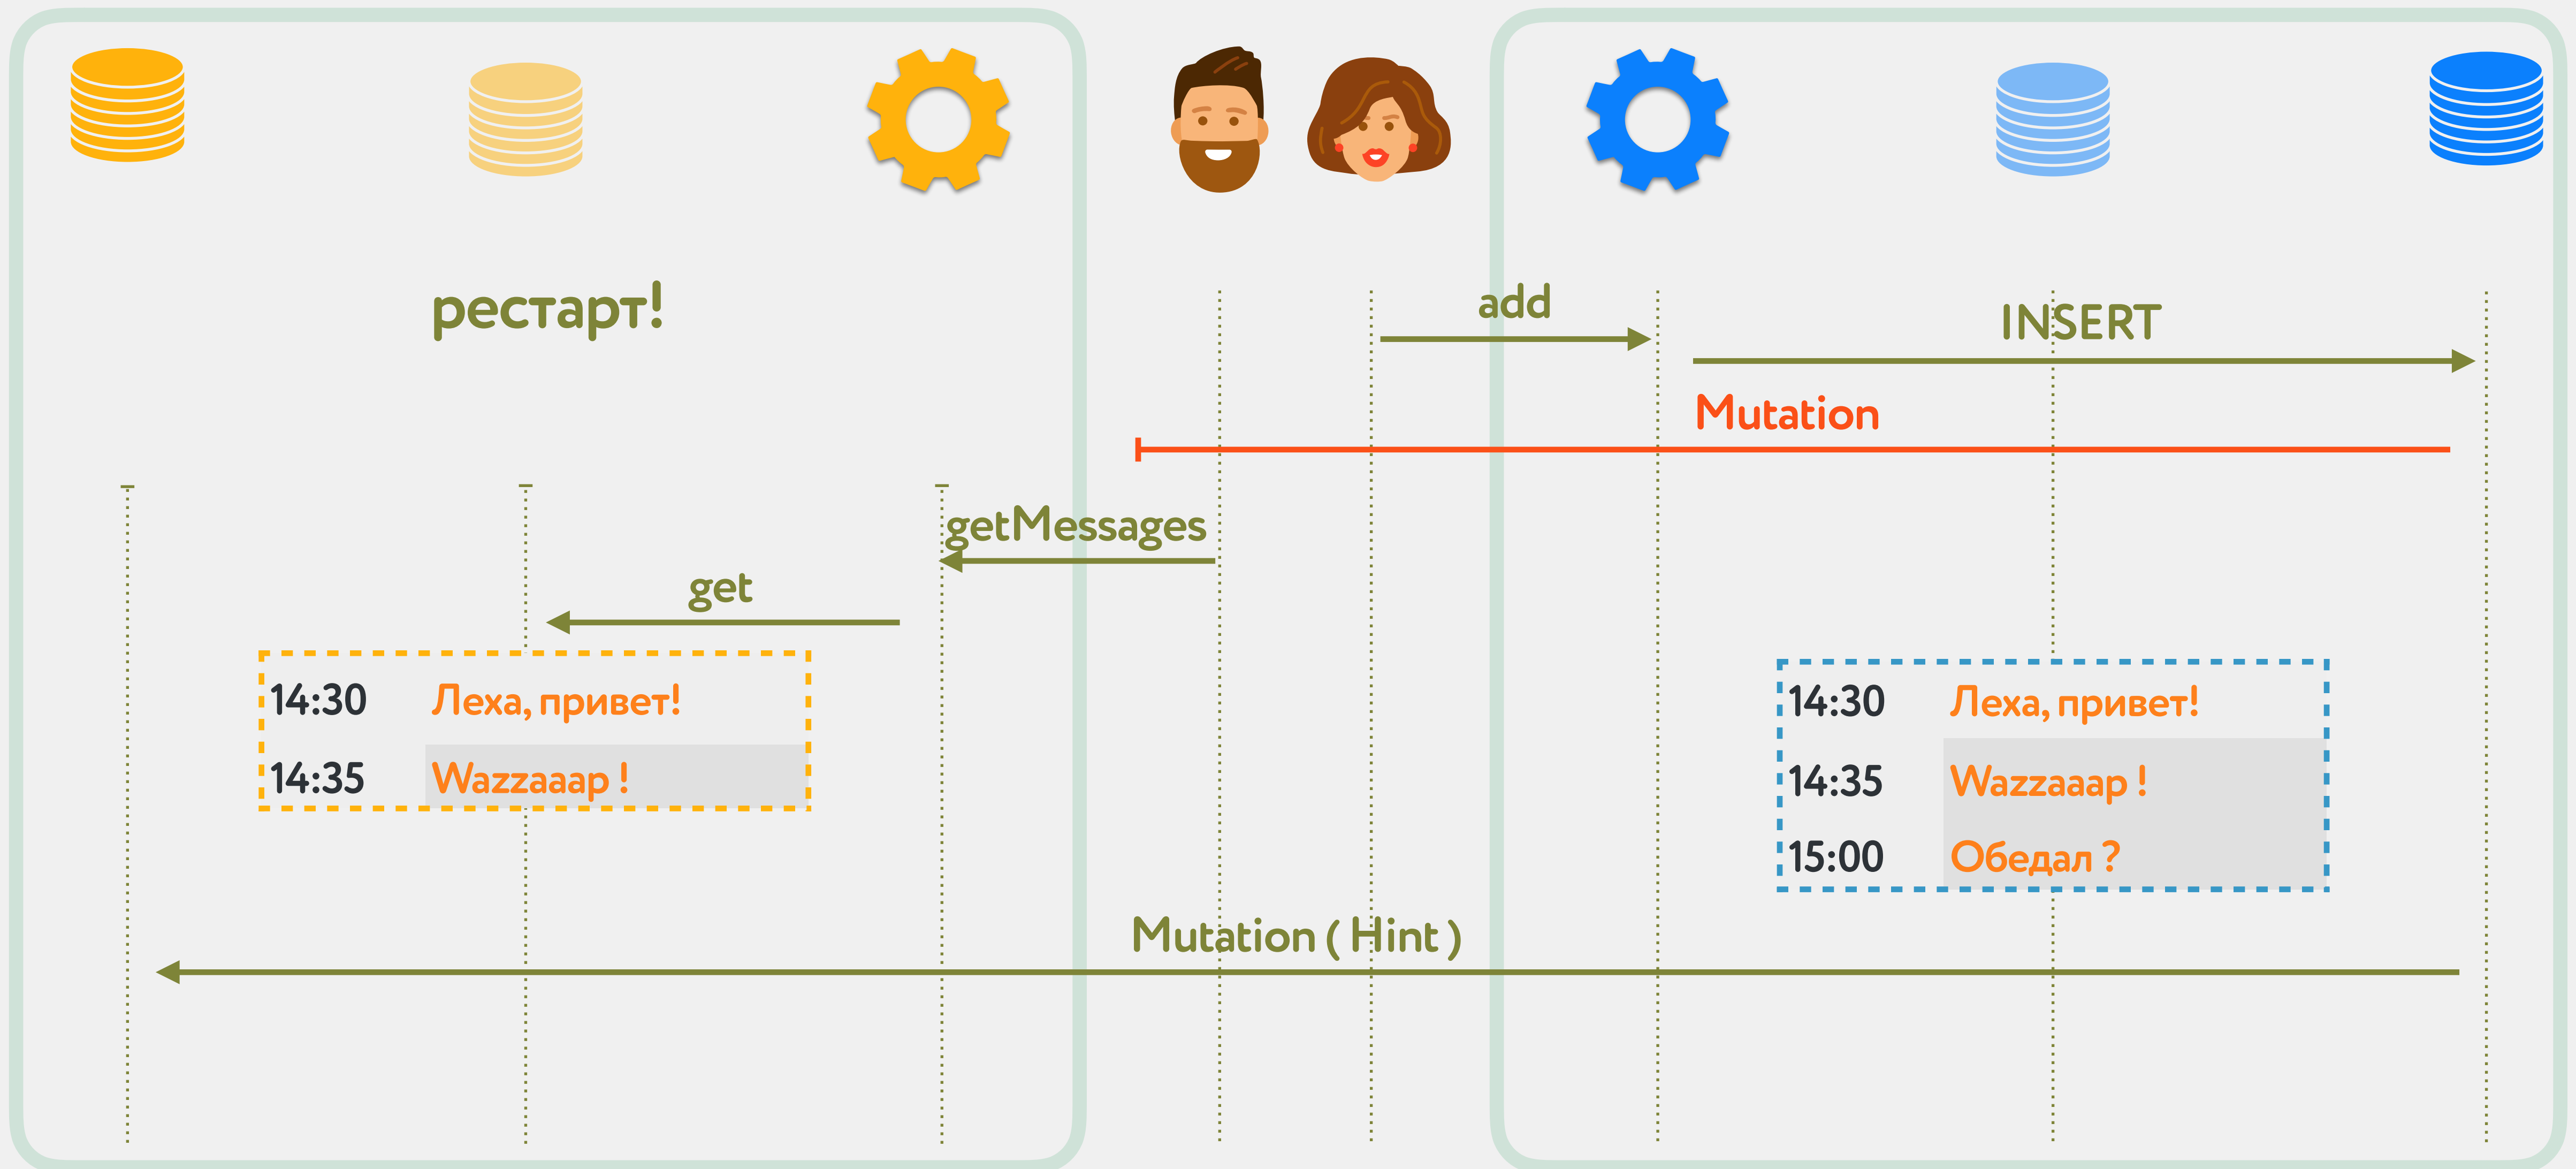 рестарт!
add
INSERT
Mutation
getMessages
get
14:30 Леха, привет!
14:35 Wazzaaap !
14:30 Леха, привет!
14:35 Wazzaaap !
15:00 Обедал ?
Mutation ( Hint )